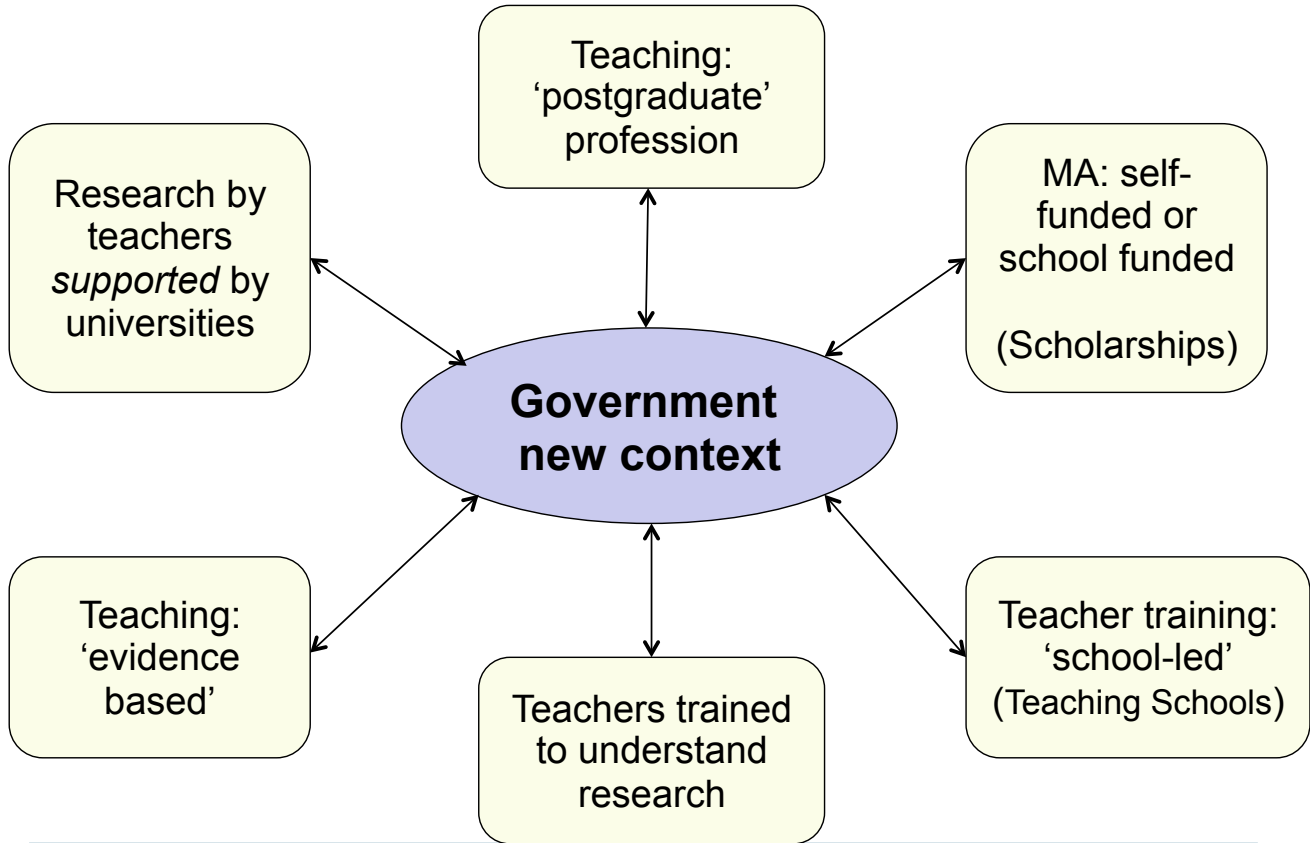 Teaching:
‘postgraduate’
profession
Research by
teachers
supported by
universities
MA: self-
funded or
school funded
(Scholarships)
Government
new context
Teaching:
‘evidence
based’
Teachers trained
to understand
research
Teacher training:
‘school-led’
(Teaching Schools)